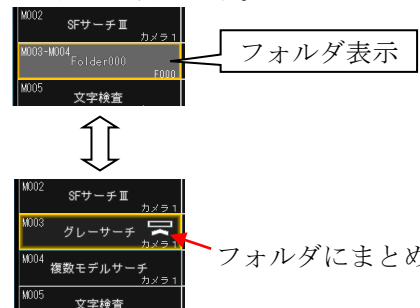 M002
SFサーチⅢ
カメラ1
M003-M004
Folder000
F000
M005
文字検査
フォルダ表示
M002
SFサーチⅢ
カメラ1
M003
グレーサーチ
カメラ1
M004
複数モデルサーチ
カメラ1
M005
文字検査
フォルダにまとめ